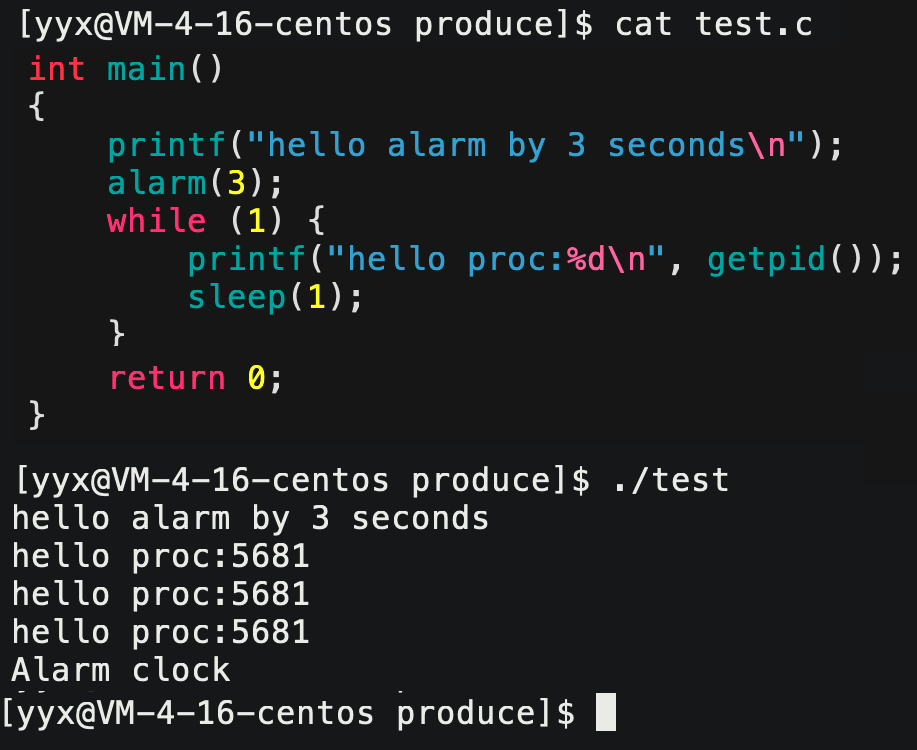 [yyx@VM-4-16-centos produce]$ cat test.c
int main()
{
    printf("hello alarm by 3 seconds\n");
    alarm(3);
    while (1) {
        printf("hello proc:%d\n", getpid());
        sleep(1);
    }
    return 0;
}
[yyx@VM-4-16-centos produce]$ ./test
hello alarm by 3 seconds
hello proc:5681
hello proc:5681
hello proc:5681
Alarm clock
[yyx@VM-4-16-centos produce]$